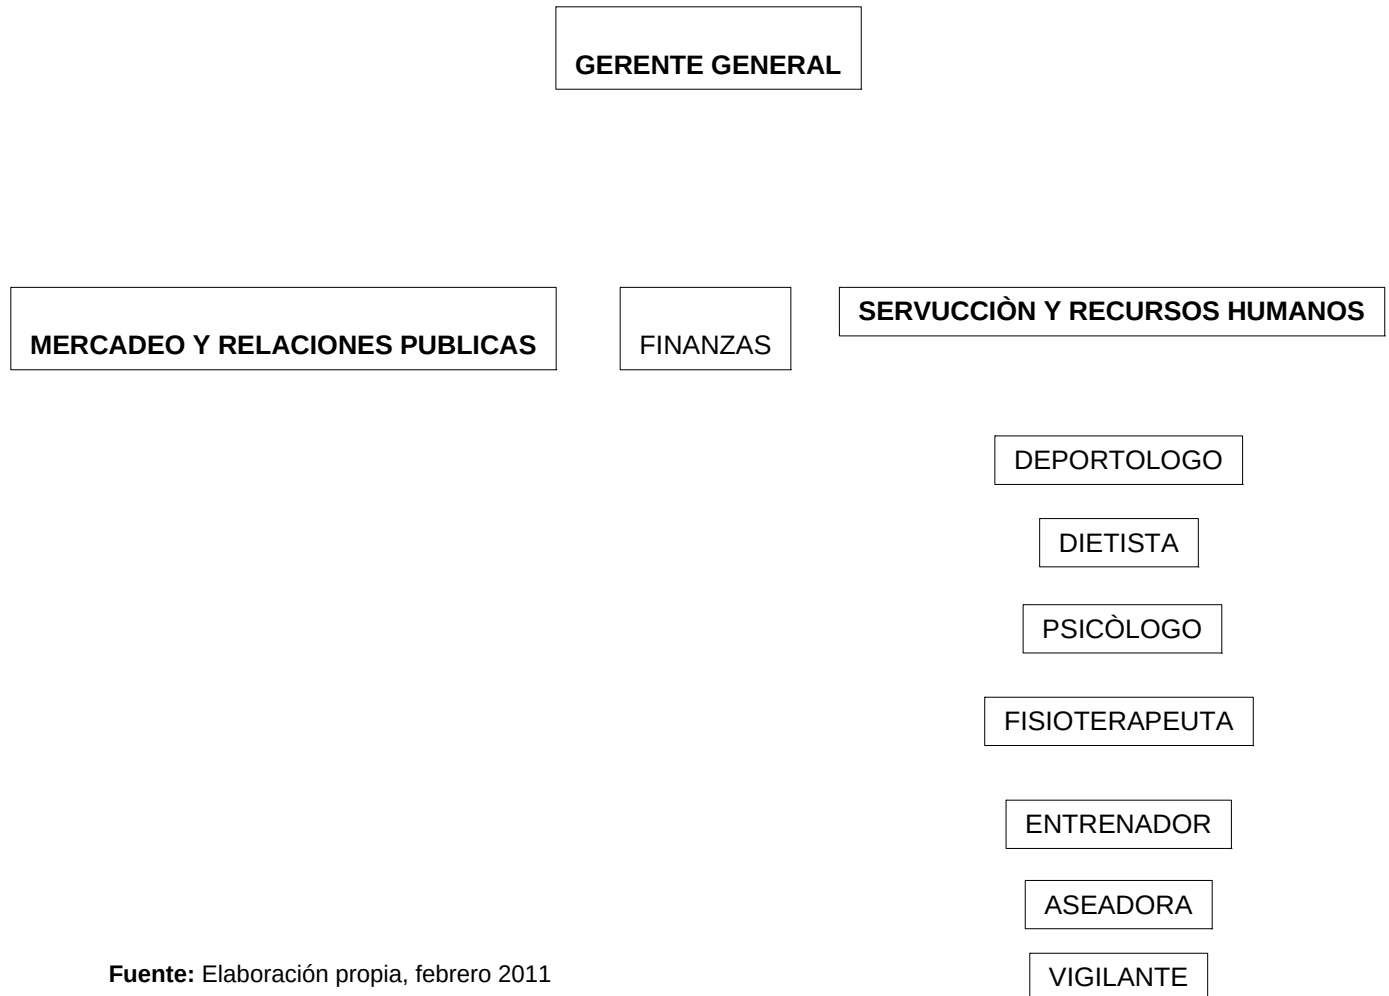 GERENTE GENERAL
MERCADEO Y RELACIONES PUBLICAS
FINANZAS
SERVUCCIÒN Y RECURSOS HUMANOS
DEPORTOLOGO
DIETISTA
PSICÒLOGO
FISIOTERAPEUTA
ENTRENADOR
ASEADORA
VIGILANTE
Fuente: Elaboración propia, febrero 2011